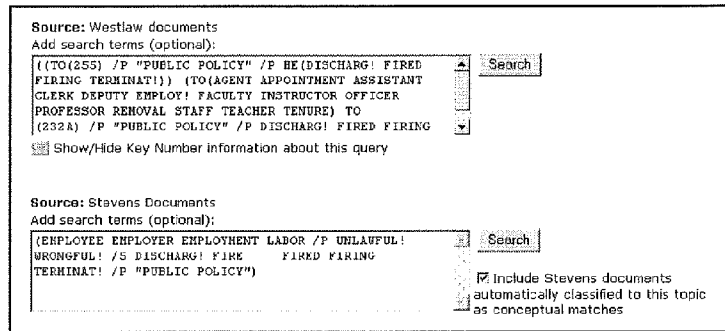 Source: Westlaw documents
Add search terms (optional):
((TO(255) /P "PUBLIC POLICY" /P HE(DISCHARG! FIRED
FIRING TERMINAT!)) (TO(AGENT APPOINTMENT ASSISTANT
CLERK DEPUTY EMPLOY! FACULTY INSTRUCTOR OFFICER
PROFESSOR REMOVAL STAFF TEACHER TENURE) TO
(232A) /P "PUBLIC POLICY" /P DISCHARG! FIRED FIRING
Search
Show/Hide Key Number information about this query
Source: Stevens Documents
Add search terms (optional):
(EMPLOYEE EMPLOYER EMPLOYMENT LABOR /P UNLAWFUL!
WRONGFUL! /S DISCHARG! FIRE FIRED FIRING
TERMINAT! /P "PUBLIC POLICY")
Search
Include Stevens documents
automatically classified to this topic
as conceptual matches